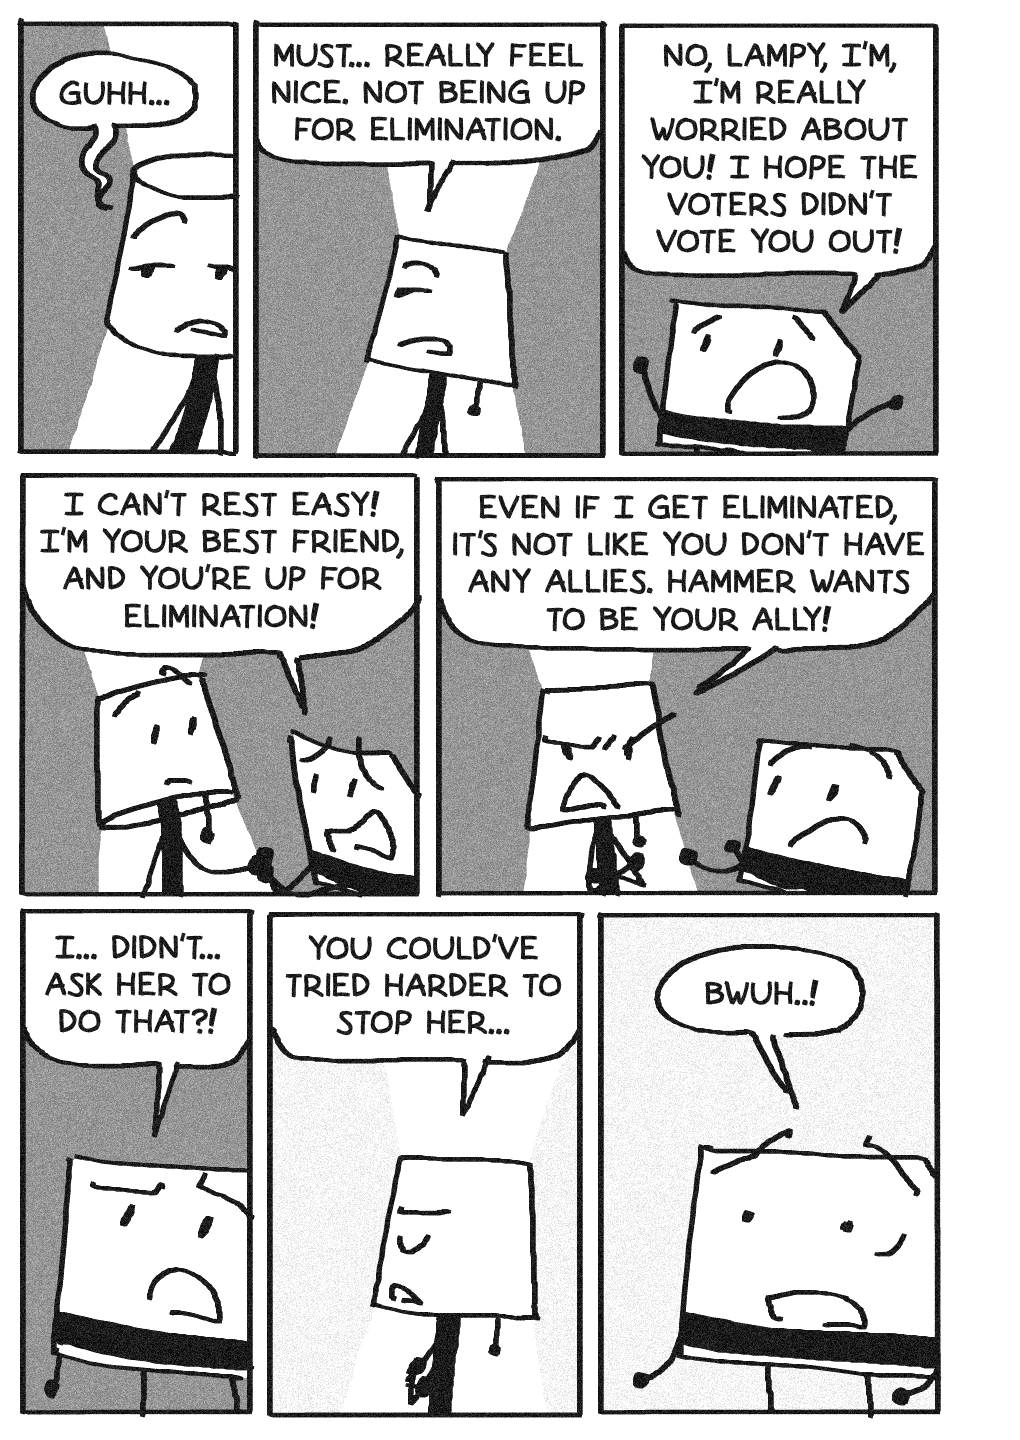 GUHH...
MUST... REALLY FEEL
NICE. NOT BEING UP
FOR ELIMINATION.
NO, LAMPY, I'M,
I'M REALLY
WORRIED ABOUT
YOU! I HOPE THE
VOTERS DIDN'T
VOTE YOU OUT!
I CAN'T REST EASY!
I'M YOUR BEST FRIEND,
AND YOU'RE UP FOR
ELIMINATION!
EVEN IF I GET ELIMINATED,
IT'S NOT LIKE YOU DON'T HAVE
ANY ALLIES. HAMMER WANTS
TO BE YOUR ALLY!
I... DIDN'T...
ASK HER TO
DO THAT?!
YOU COULD'VE
TRIED HARDER TO
STOP HER...
BWUH..!